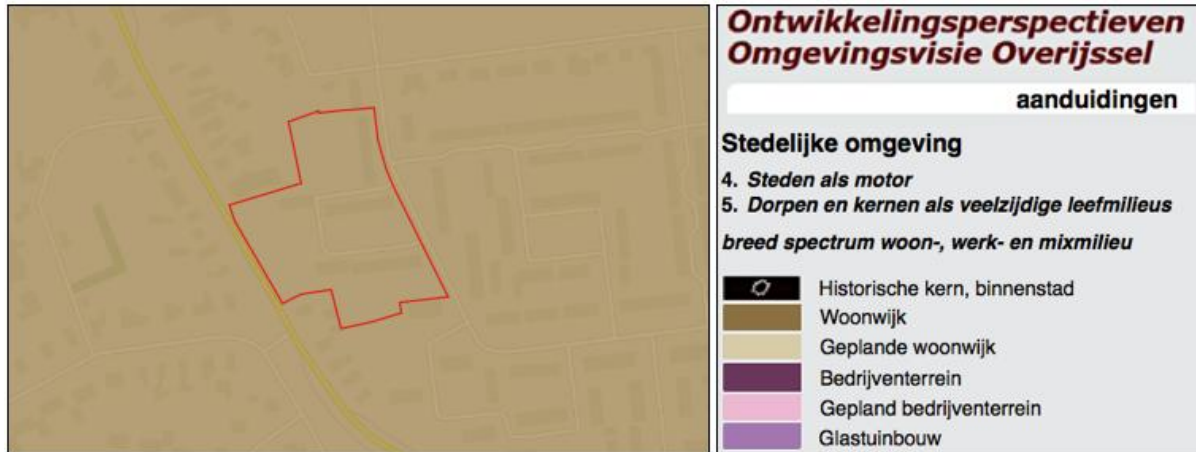 Ontwikkelingsperspectieven
Omgevingsvisie Overijssel
aanduidingen
Stedelijke omgeving
4. Steden als motor
5. Dorpen en kernen als veelzijdige leefmilieus
breed spectrum woon-, werk- en mixmilieu
Historische kern, binnenstad
Woonwijk
Geplande woonwijk
Bedrijventerrein
Gepland bedrijventerrein
Glastuinbouw